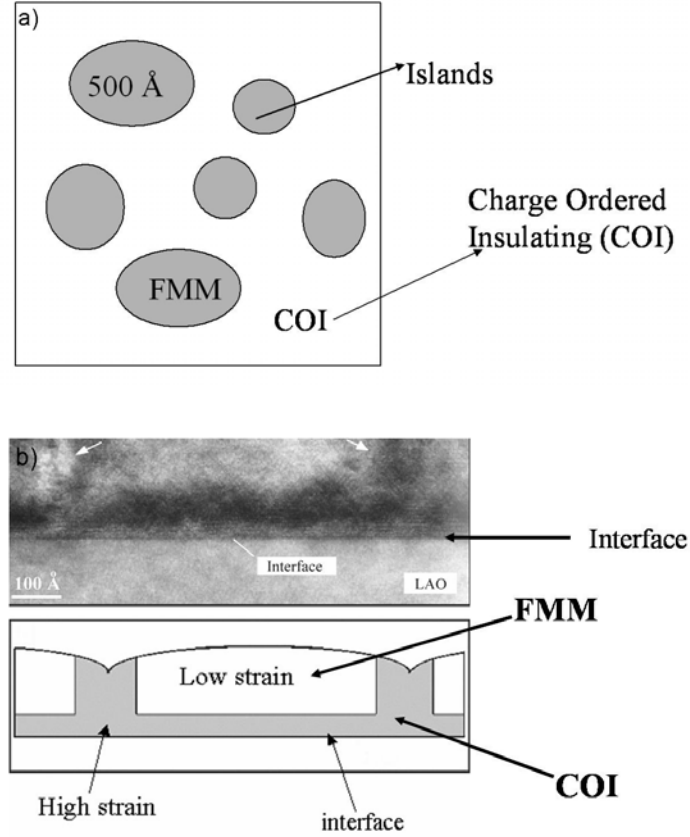 a)
500 Å
Islands
Charge Ordered
Insulating (COI)
FMM
COI
b)
Interface
Interface
100 Å
LAO
FMM
Low strain
COI
High strain
interface